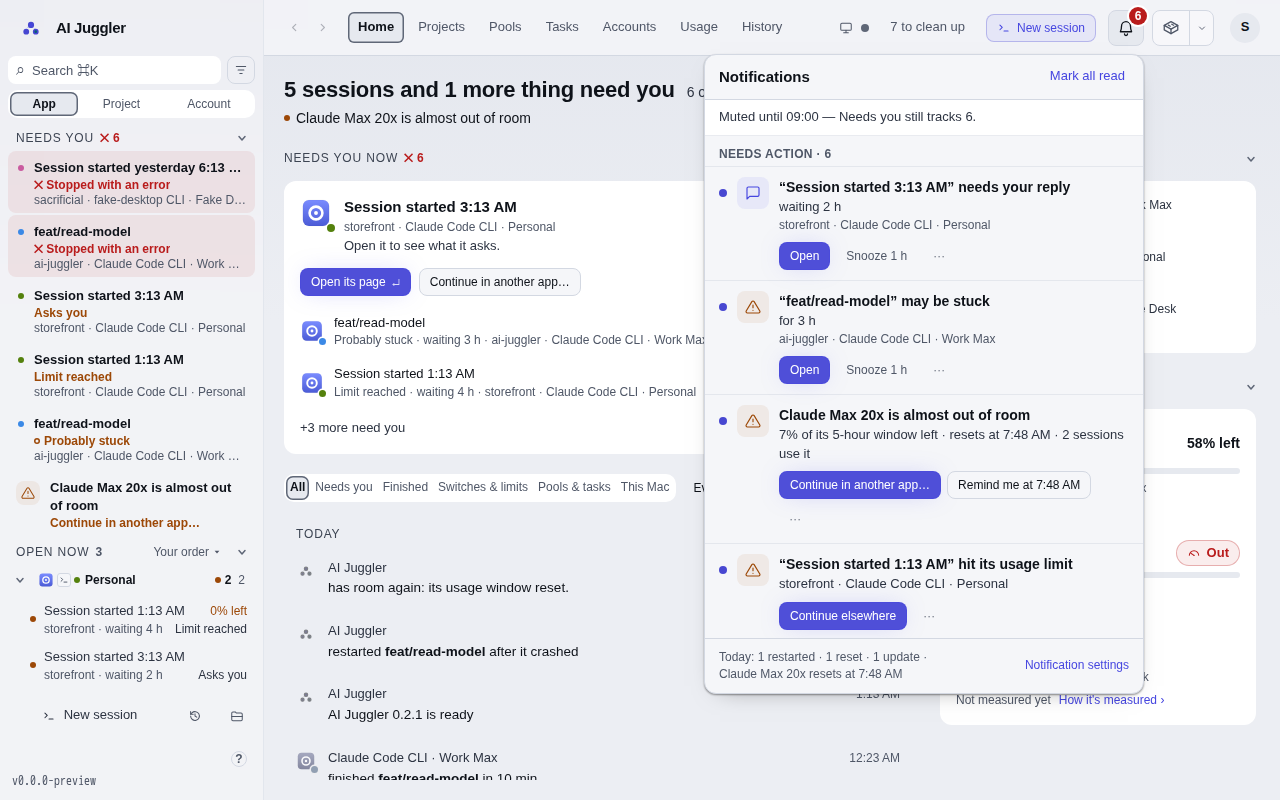 AI Juggler
Search ⌘K
App
Project
Account
NEEDS YOU 6
Session started yesterday 6:13 …
Stopped with an error
sacrificial · fake-desktop CLI · Fake D…
feat/read-model
Stopped with an error
ai-juggler · Claude Code CLI · Work …
Session started 3:13 AM
Asks you
storefront · Claude Code CLI · Personal
Session started 1:13 AM
Limit reached
storefront · Claude Code CLI · Personal
feat/read-model
Probably stuck
ai-juggler · Claude Code CLI · Work …
Claude Max 20x is almost out
of room
Continue in another app…
OPEN NOW 3
Your order
Personal
2 2
Session started 1:13 AM
0% left
storefront · waiting 4 h
Limit reached
Session started 3:13 AM
storefront · waiting 2 h
Asks you
New session
?
v0.0.0-preview
Home
Projects
Pools
Tasks
Accounts
Usage
History
7 to clean up
New session
6
S
5 sessions and 1 more thing need you
6 o
Claude Max 20x is almost out of room
NEEDS YOU NOW 6
Session started 3:13 AM
storefront · Claude Code CLI · Personal
Open it to see what it asks.
Open its page
Continue in another app…
feat/read-model
Probably stuck · waiting 3 h · ai-juggler · Claude Code CLI · Work Max
Session started 1:13 AM
Limit reached · waiting 4 h · storefront · Claude Code CLI · Personal
+3 more need you
All
Needs you
Finished
Switches & limits
Pools & tasks
This Mac
Ev
TODAY
AI Juggler
has room again: its usage window reset.
AI Juggler
restarted feat/read-model after it crashed
AI Juggler
AI Juggler 0.2.1 is ready
1:13 AM
Claude Code CLI · Work Max
12:23 AM
finished feat/read-model in 10 min
Notifications
Mark all read
Muted until 09:00 — Needs you still tracks 6.
NEEDS ACTION · 6
“Session started 3:13 AM” needs your reply
waiting 2 h
storefront · Claude Code CLI · Personal
Open
Snooze 1 h
···
“feat/read-model” may be stuck
for 3 h
ai-juggler · Claude Code CLI · Work Max
Open
Snooze 1 h
···
Claude Max 20x is almost out of room
7% of its 5-hour window left · resets at 7:48 AM · 2 sessions
use it
Continue in another app…
Remind me at 7:48 AM
···
“Session started 1:13 AM” hit its usage limit
storefront · Claude Code CLI · Personal
Continue elsewhere
···
Today: 1 restarted · 1 reset · 1 update ·
Claude Max 20x resets at 7:48 AM
Notification settings
Max
Desk
58% left
Out
Not measured yet
How it's measured ›